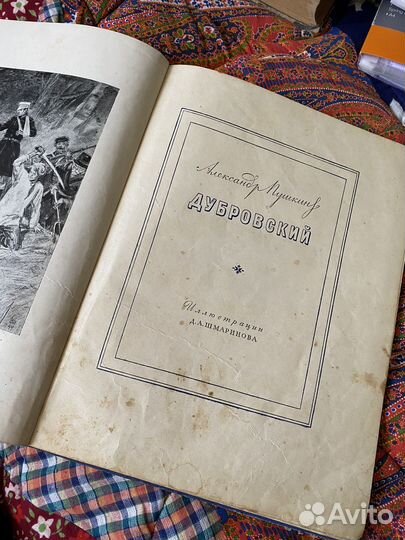 Александр Пушкин
ДУБРОВСКИЙ
Иллюстрации
Д.А.ШМАРИНОВА
Avito